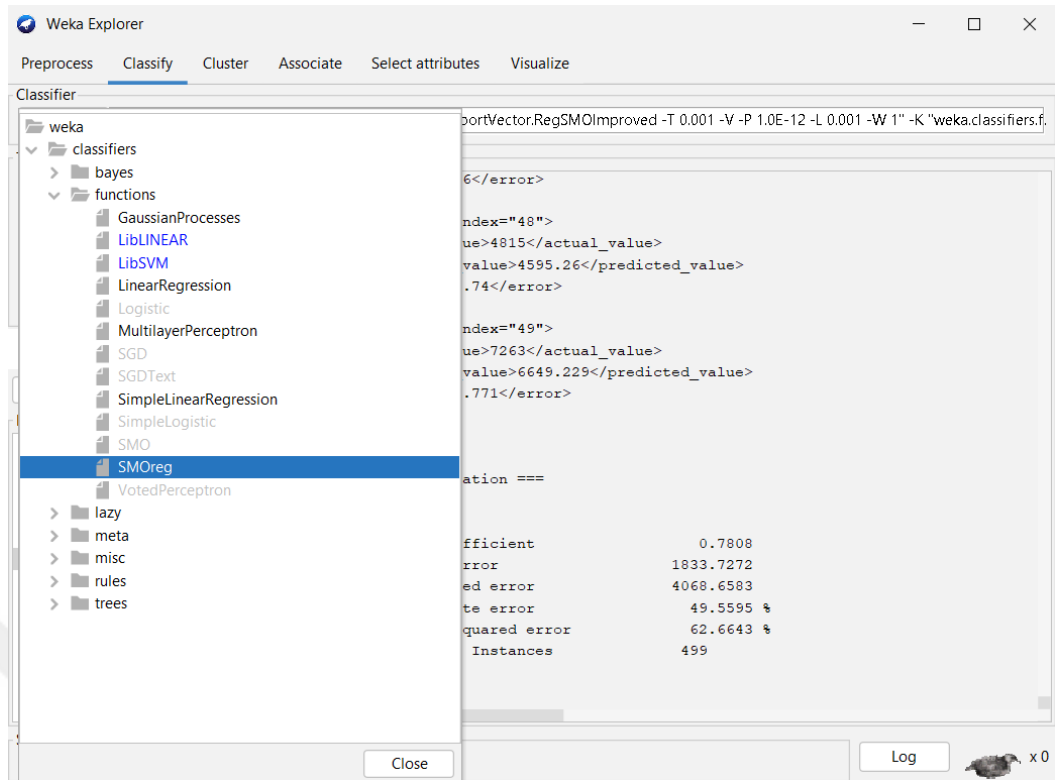 Weka Explorer
Preprocess Classify Cluster Associate Select attributes Visualize
Classifier
portVector.RegSMOImproved -T 0.001 -V -P 1.0E-12 -L 0.001 -W 1" -K "weka.classifiers.f.
weka
classifiers
bayes
functions
GaussianProcesses
LibLINEAR
LibSVM
LinearRegression
Logistic
MultilayerPerceptron
SGD
SGDText
SimpleLinearRegression
SimpleLogistic
SMO
SMOreg
VotedPerceptron
lazy
meta
misc
rules
trees
Close
6</error>
ndex="48">
ue>4815</actual_value>
value>4595.26</predicted_value>
.74</error>
ndex="49">
ue>7263</actual_value>
value>6649.229</predicted_value>
.771</error>
ation ===
fficient 0.7808
rror 1833.7272
ed error 4068.6583
te error 49.5595 %
quared error 62.6643 %
Instances 499
Log
x 0